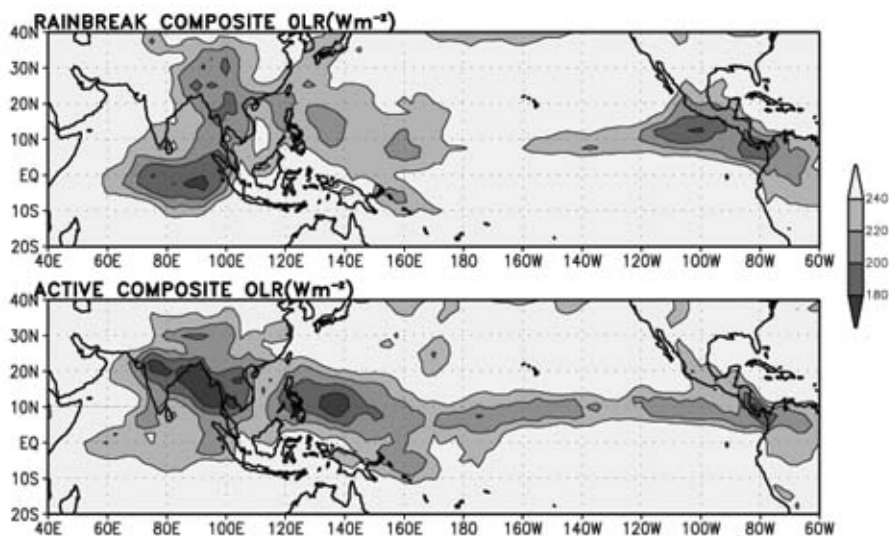 RAINBREAK COMPOSITE OLR(Wm⁻²)
40N
30N
20N
10N
EQ
10S
20S
40E 60E 80E 100E 120E 140E 160E 180 160W 140W 120W 100W 80W 60W
ACTIVE COMPOSITE OLR(Wm⁻²)
40N
30N
20N
10N
EQ
10S
20S
40E 60E 80E 100E 120E 140E 160E 180 160W 140W 120W 100W 80W 60W
240
220
200
180